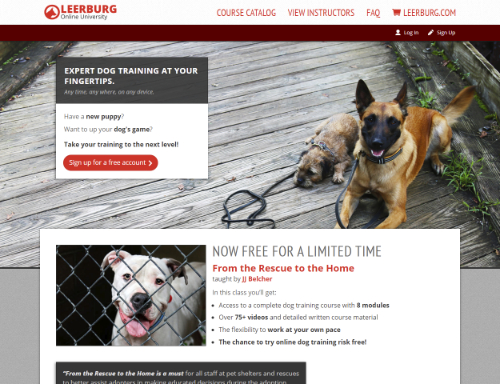 LEERBURG
Online University
COURSE CATALOG VIEW INSTRUCTORS FAQ LEERBURG.COM
Log In Sign Up
EXPERT DOG TRAINING AT YOUR
FINGERTIPS.
Any time, any where, on any device.
Have a new puppy?
Want to up your dog's game?
Take your training to the next level!
Sign up for a free account
NOW FREE FOR A LIMITED TIME
From the Rescue to the Home
taught by JJ Belcher
In this class you'll get:
• Access to a complete dog training course with 8 modules
• Over 75+ videos and detailed written course material
• The flexibility to work at your own pace
• The chance to try online dog training risk free!
"From the Rescue to the Home is a must for all staff at pet shelters and rescues
to better assist adopters in making educated decisions during the adoption